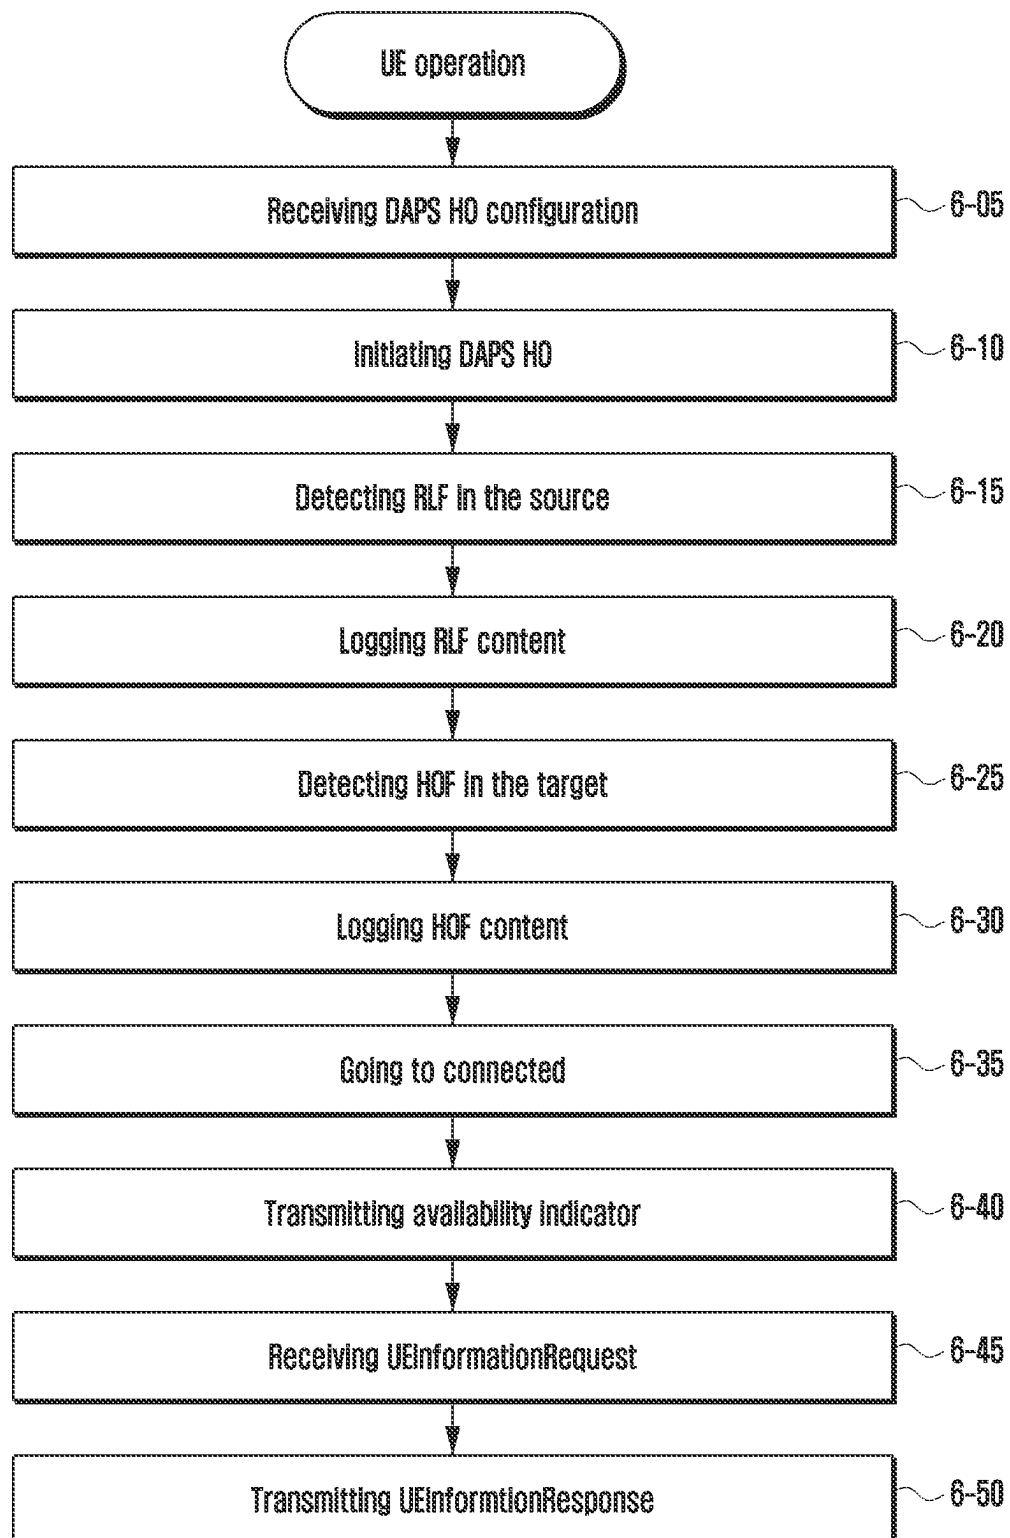 UE operation
Receiving DAPS HO configuration
6-05
Initiating DAPS HO
6-10
Detecting RLF in the source
6-15
Logging RLF content
6-20
Detecting HOF in the target
6-25
Logging HOF content
6-30
Going to connected
6-35
Transmitting availability indicator
6-40
Receiving UEInformationRequest
6-45
Transmitting UEInformtionResponse
6-50